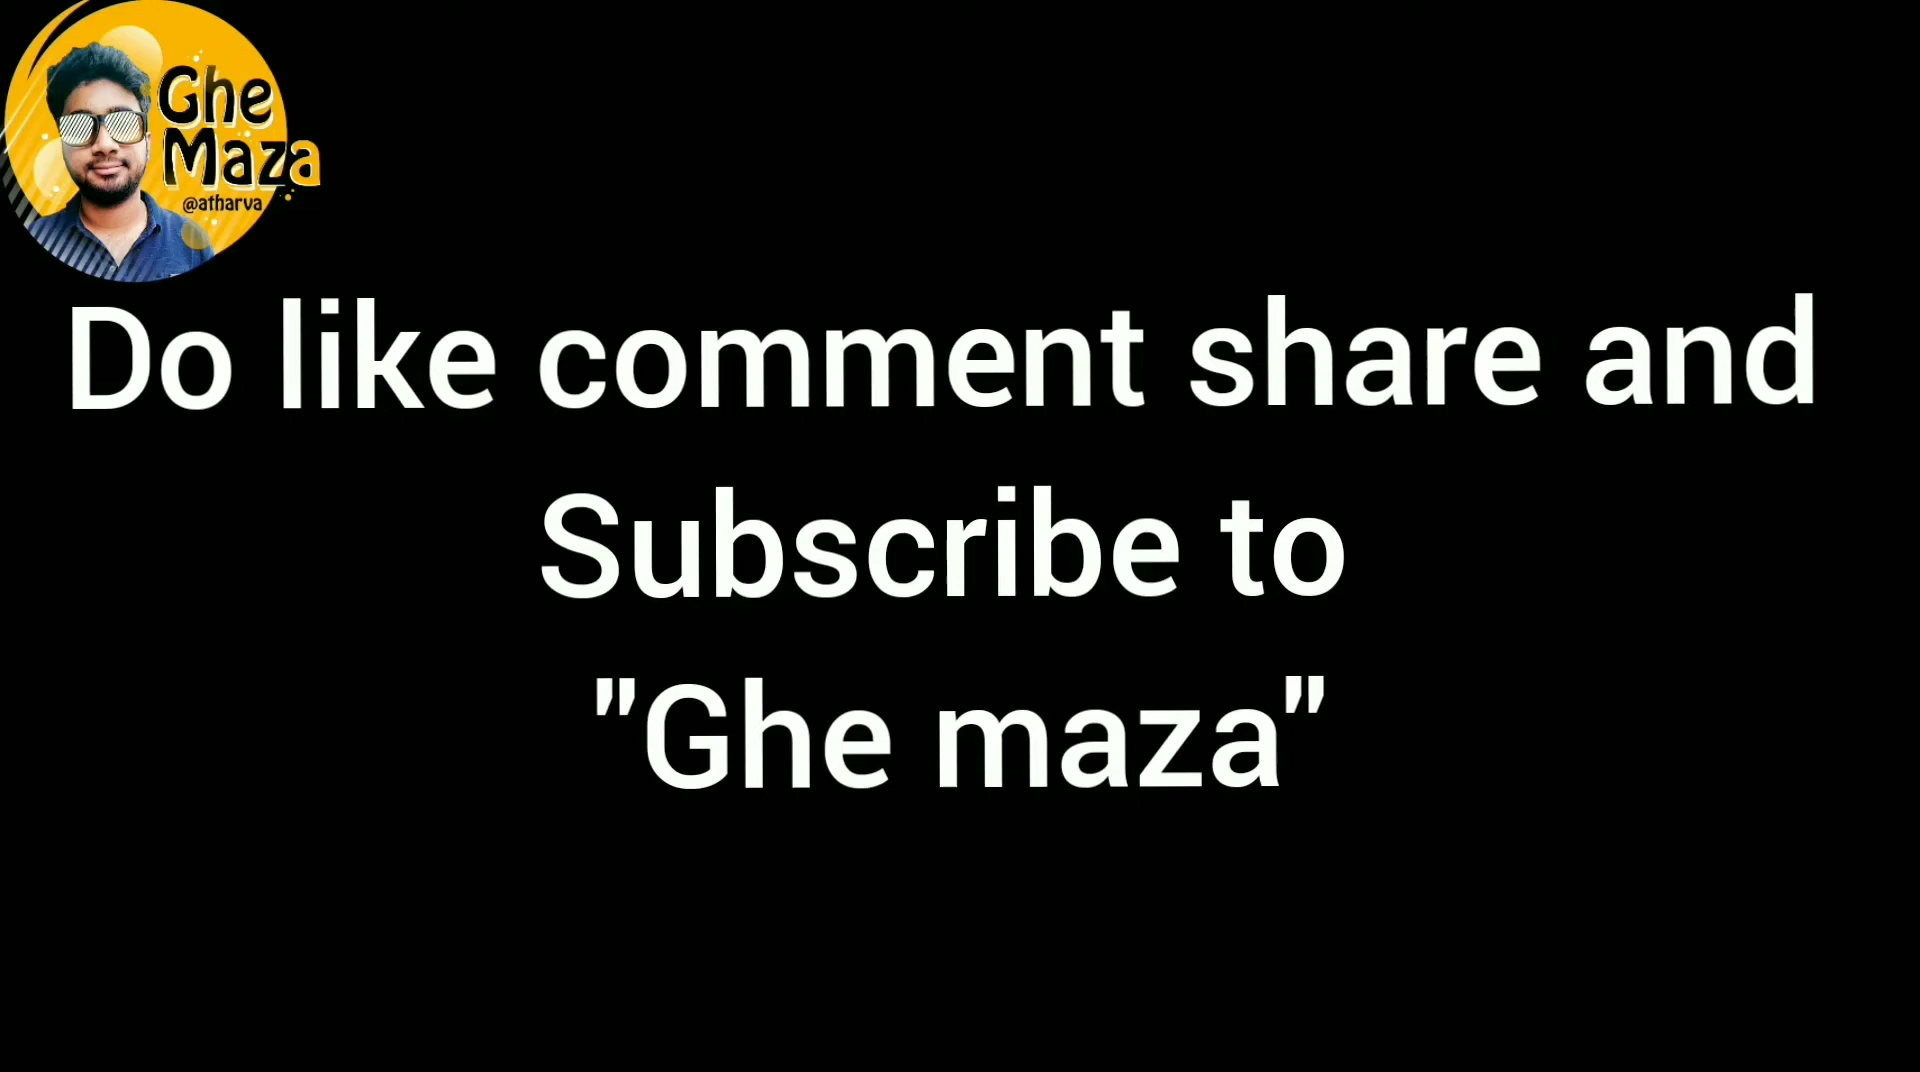 Ghe
Maza
@atharva
Do like comment share and
Subscribe to
"Ghe maza"